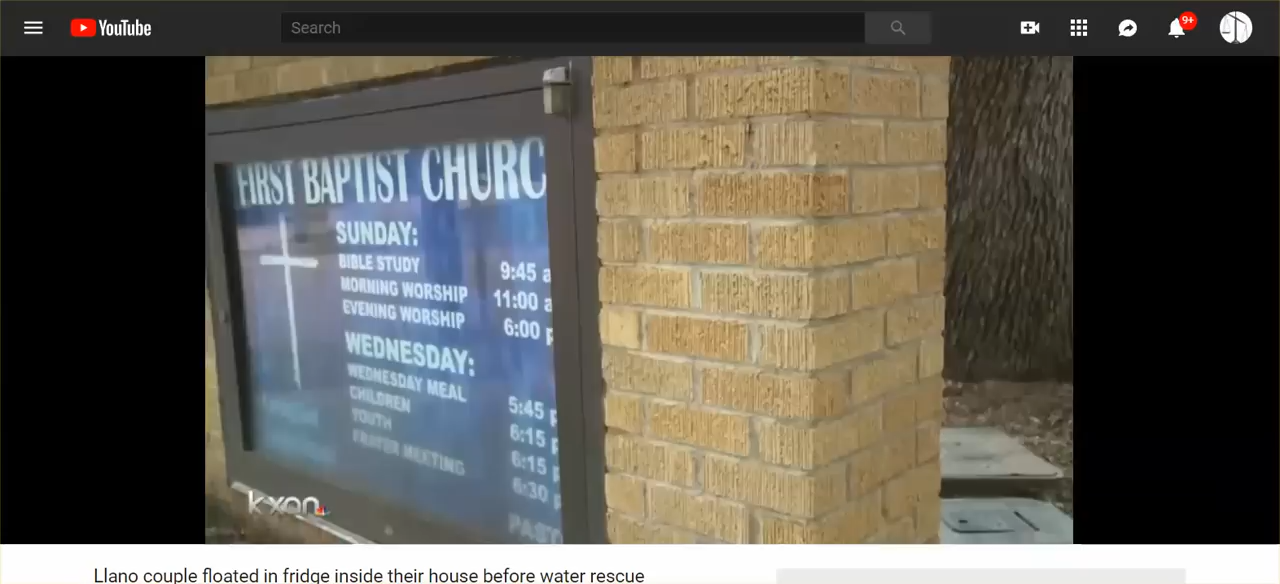 YouTube
Search
9+
FIRST BAPTIST CHURC
SUNDAY:
BIBLE STUDY 9:45 a
MORNING WORSHIP 11:00 a
EVENING WORSHIP 6:00 p
WEDNESDAY:
WEDNESDAY MEAL 5:45 p
CHILDREN 6:15 p
YOUTH 6:15 p
PRAYER MEETING 6:30 p
PAST
kxan
Llano couple floated in fridge inside their house before water rescue